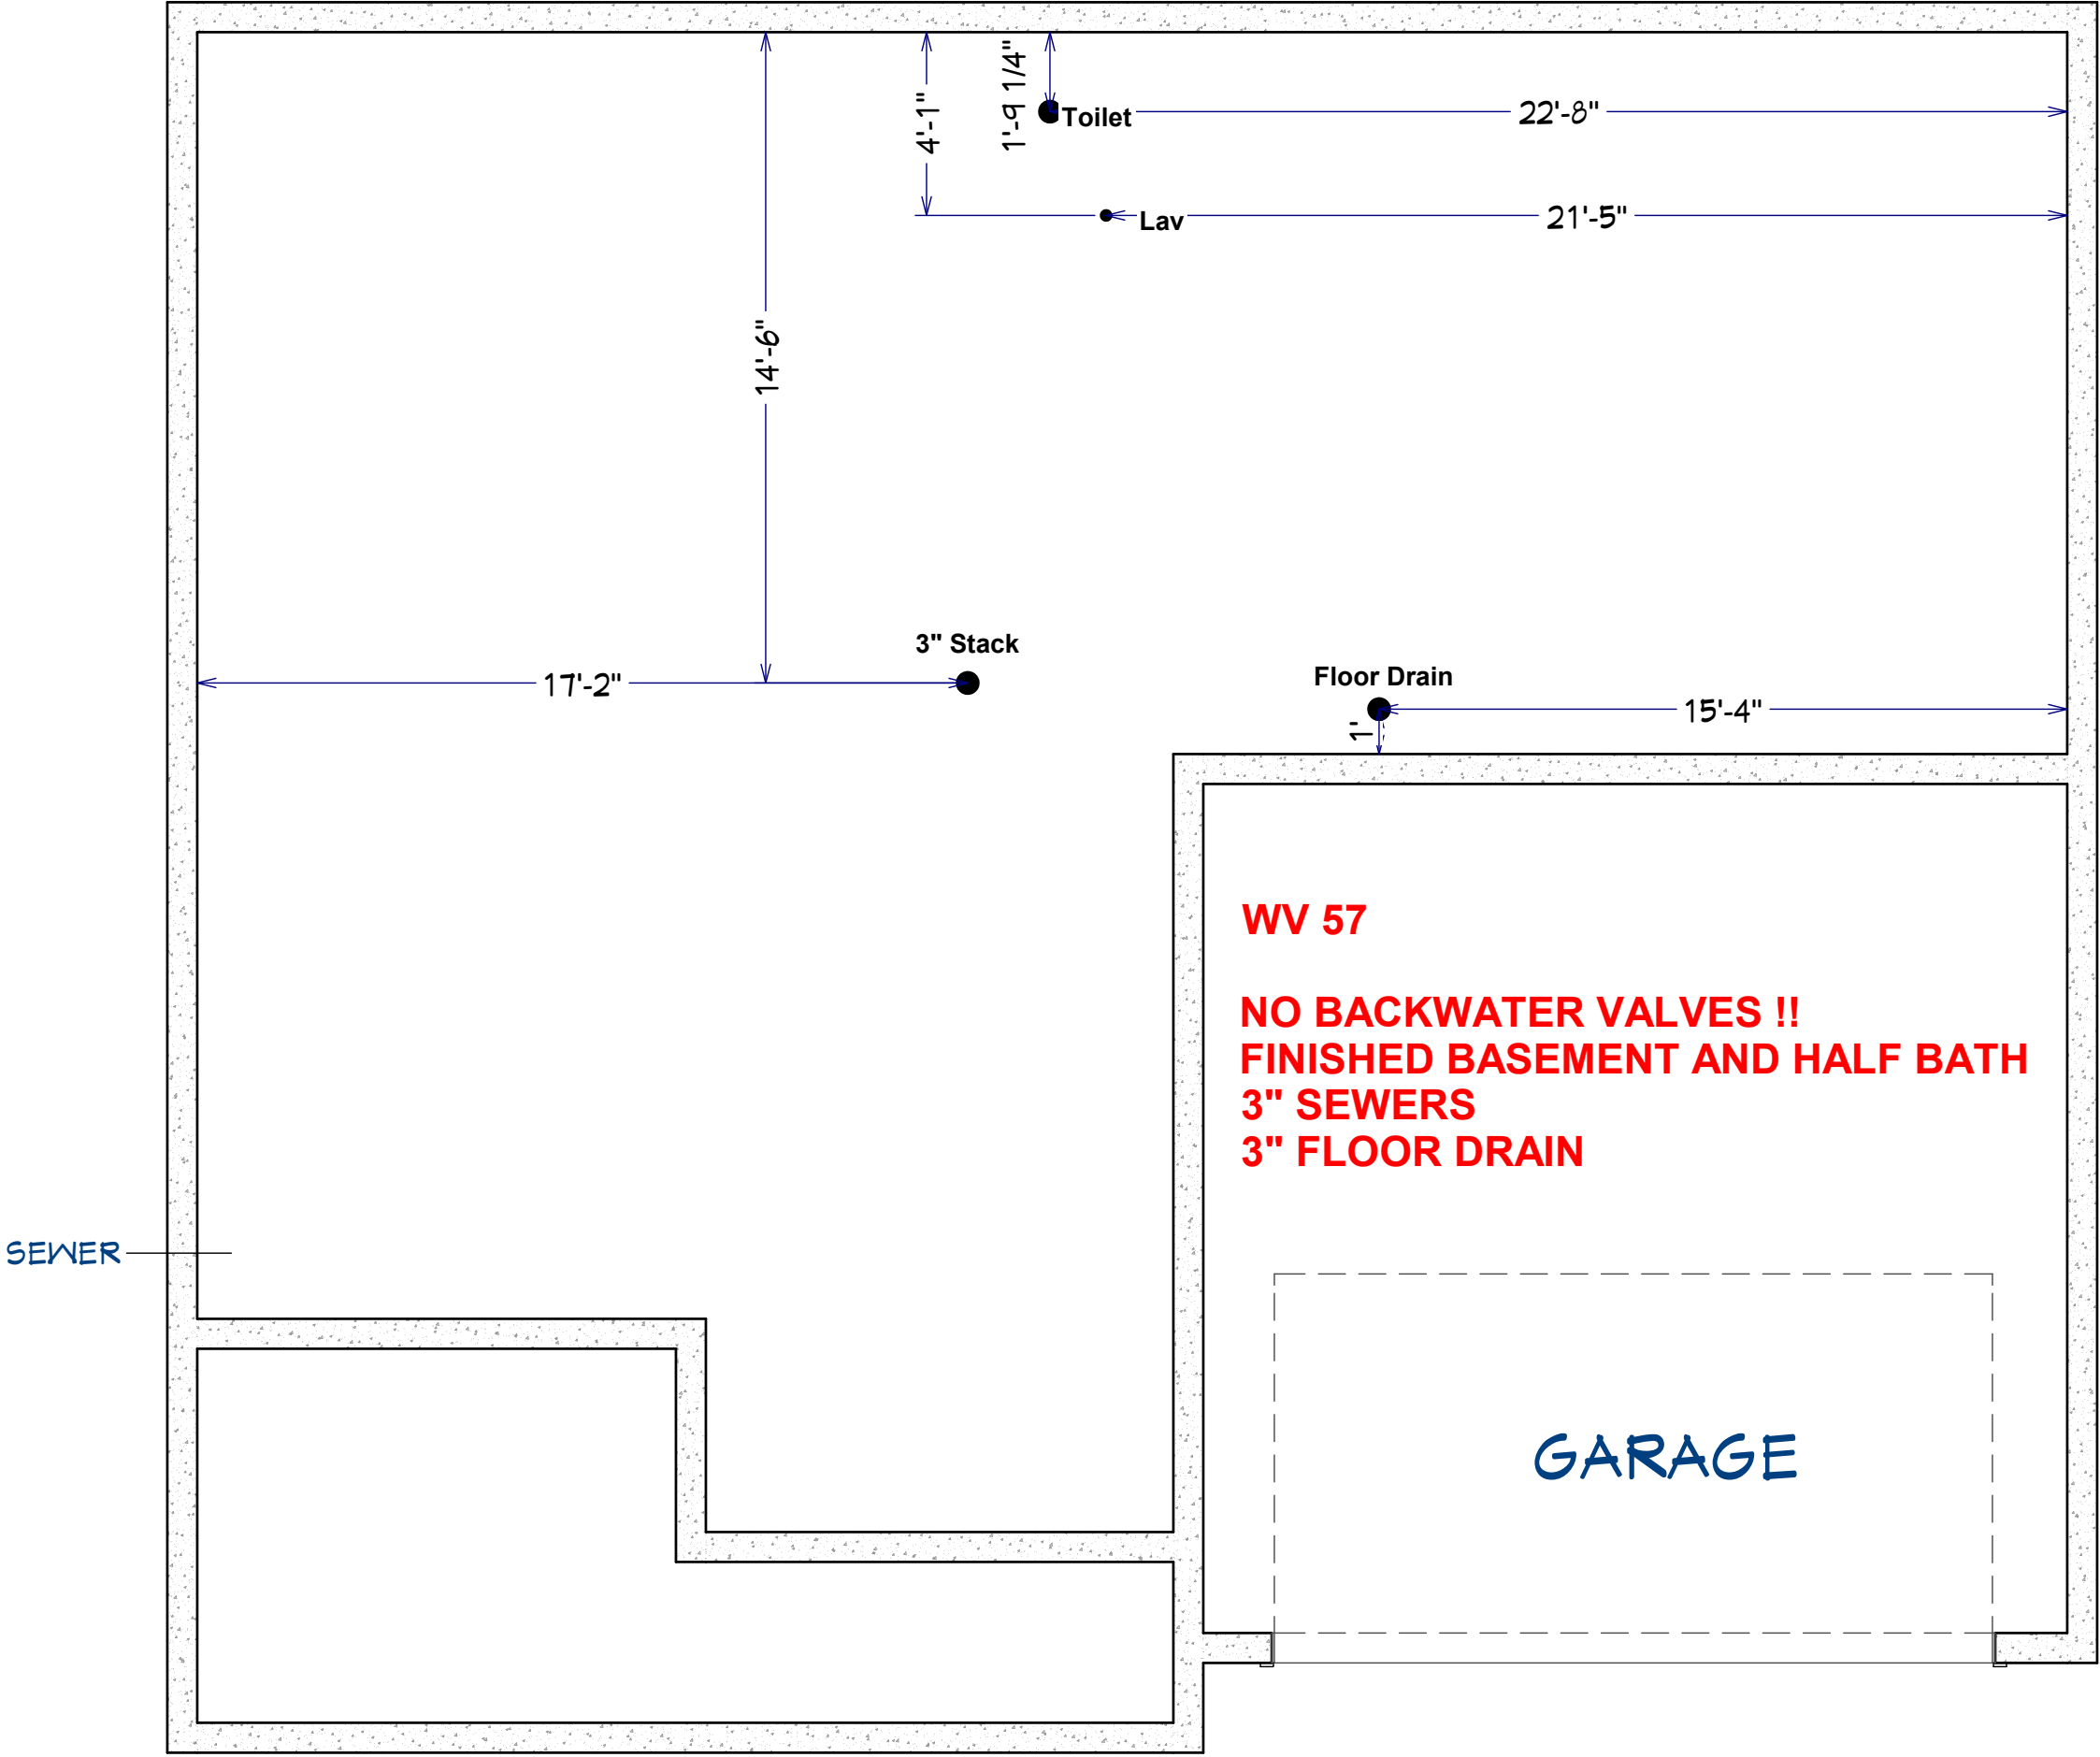 1'-9 1/4"
4'-1"
Toilet
22'-8"
Lav
21'-5"
14'-6"
3" Stack
17'-2"
Floor Drain
15'-4"
1'
WV 57
NO BACKWATER VALVES !!
FINISHED BASEMENT AND HALF BATH
3" SEWERS
3" FLOOR DRAIN
SEWER
GARAGE